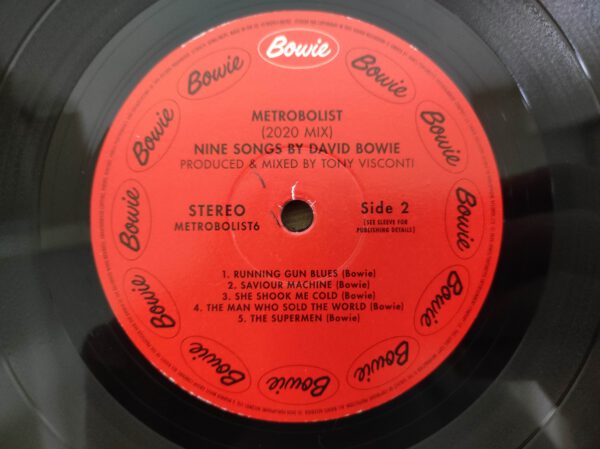 Bowie
METROBOLIST
(2020 MIX)
NINE SONGS BY DAVID BOWIE
PRODUCED & MIXED BY TONY VISCONTI
STEREO
METROBOLIST6
Side 2
(SEE SLEEVE FOR
PUBLISHING DETAILS)
1. RUNNING GUN BLUES (Bowie)
2. SAVIOUR MACHINE (Bowie)
3. SHE SHOOK ME COLD (Bowie)
4. THE MAN WHO SOLD THE WORLD (Bowie)
5. THE SUPERMEN (Bowie)
Bowie
Bowie
Bowie
Bowie
Bowie
Bowie
Bowie
Bowie
Bowie
Bowie
Bowie